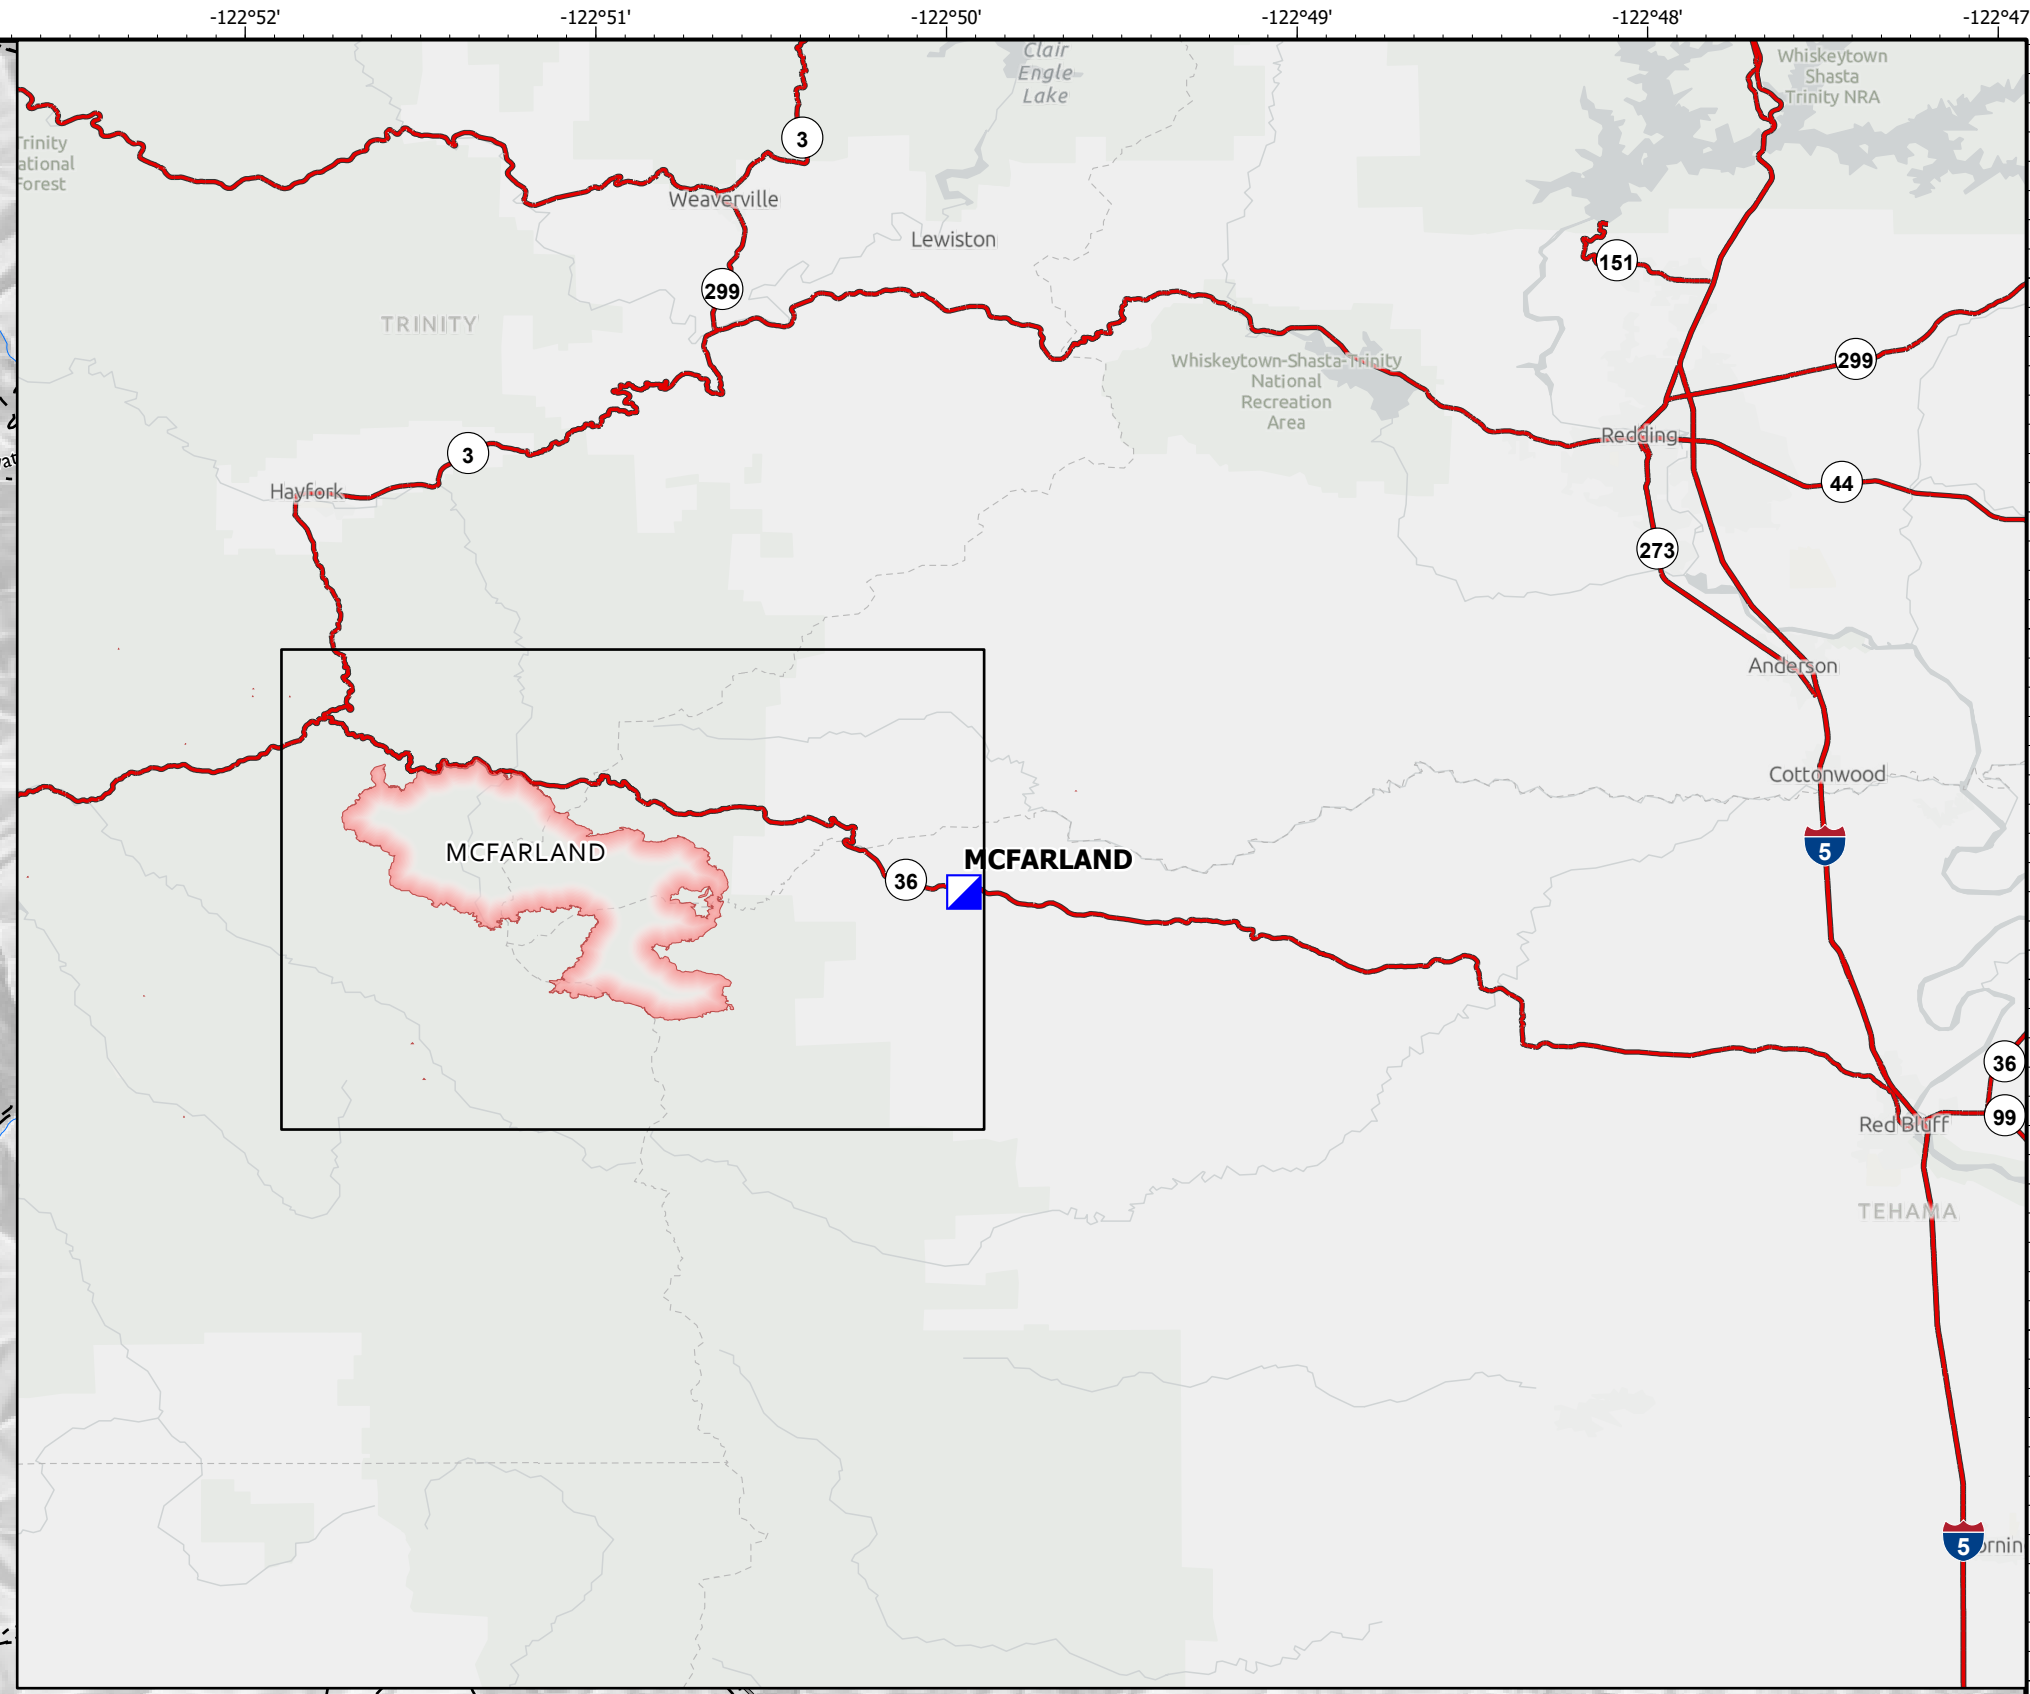 -122°52'
-122°51'
-122°50'
-122°49'
-122°48'
-122°47
Clair
Engle
Lake
Whiskeytown
Shasta
Trinity NRA
3
Trinity
ational
Forest
Weaverville
Lewiston
151
299
TRINITY
Whiskeytown-Shasta-Trinity
National
Recreation
Area
299
Redding
3
44
Hayfork
273
Anderson
Cottonwood
MCFARLAND
MCFARLAND
5
36
36
99
Red Bluff
TEHAMA
5
ornin